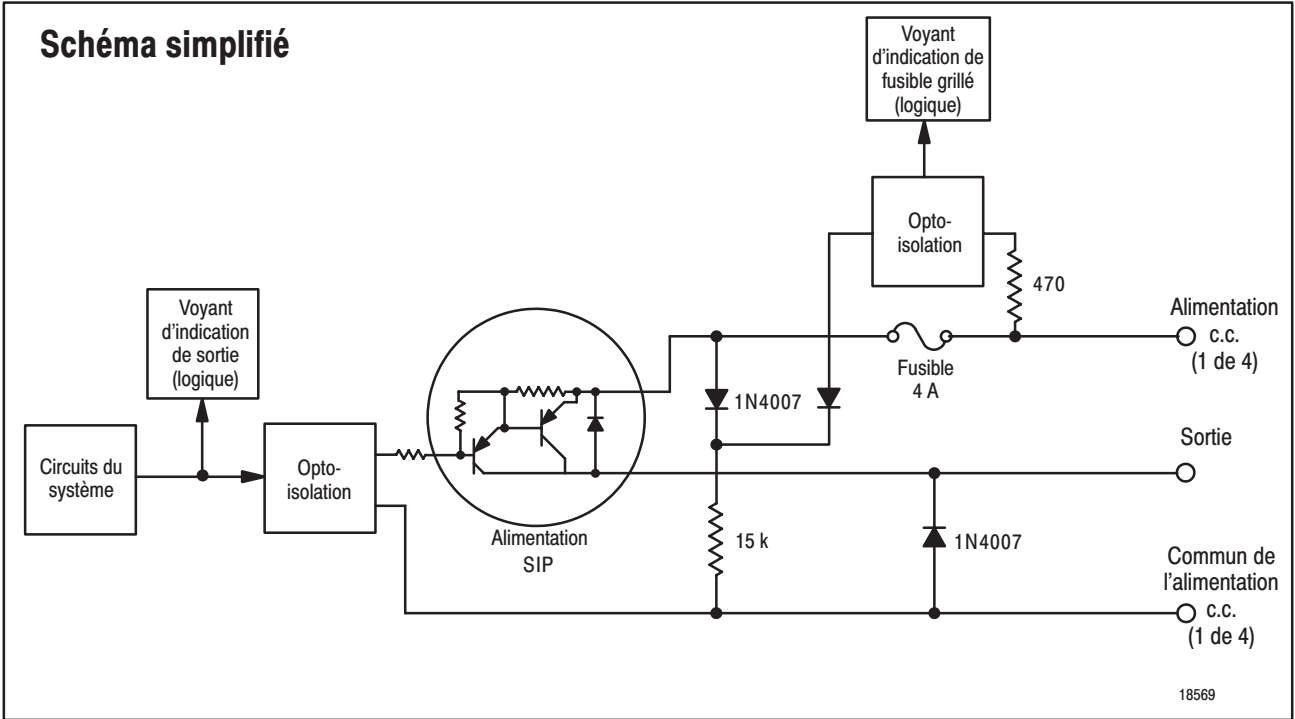 Schéma simplifié
Voyant
d'indication de
fusible grillé
(logique)
Opto-
isolation
470
Alimentation
c.c.
(1 de 4)
Fusible
4 A
Voyant
d'indication
de sortie
(logique)
1N4007
Sortie
Circuits du
système
Opto-
isolation
Alimentation
SIP
15 k
1N4007
Commun de
l'alimentation
c.c.
(1 de 4)
18569